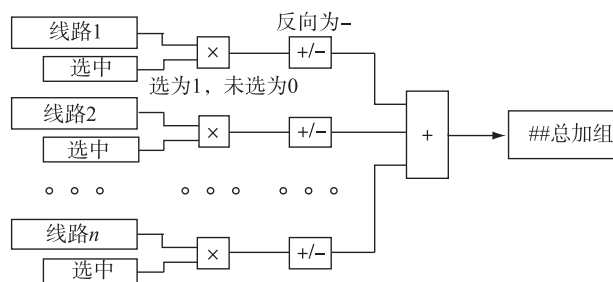 线路1
选中
×
反向为−
+/−
选为1，未选为0
线路2
选中
×
+/−
+
##总加组
线路n
选中
×
+/−